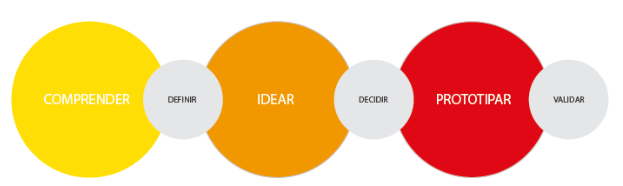 COMPRENDER
DEFINIR
IDEAR
DECIDIR
PROTOTIPAR
VALIDAR